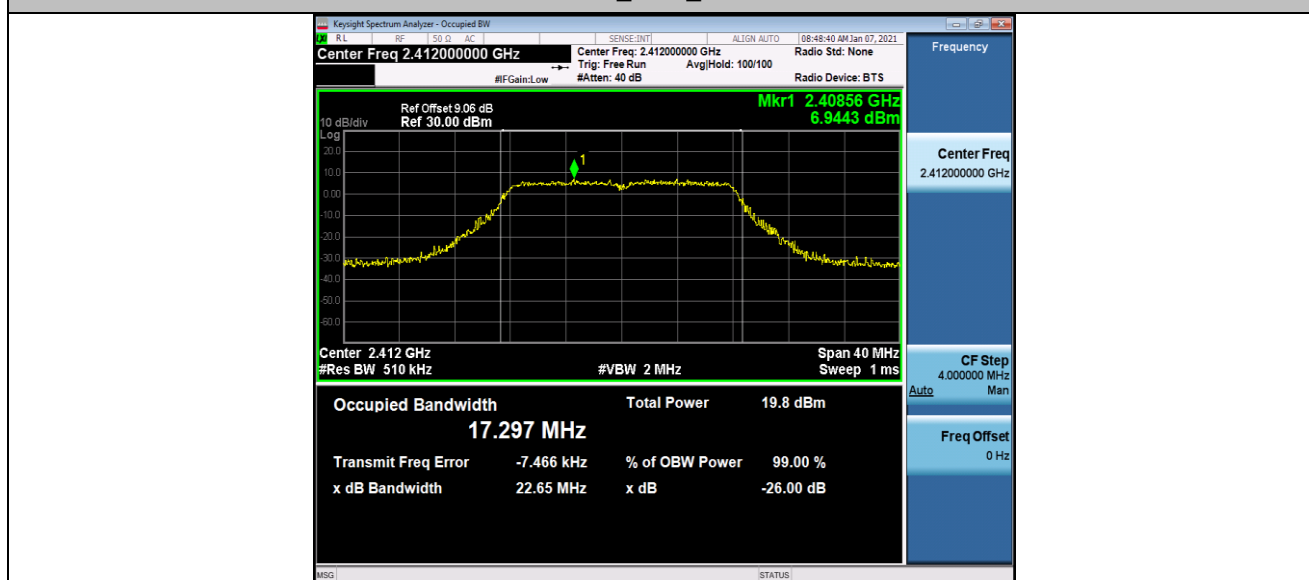 Keysight Spectrum Analyzer - Occupied BW
RL RF 50 Ω AC SENSE:INT ALIGN AUTO 08:48:40 AM Jan 07, 2021
Center Freq 2.412000000 GHz
Center Freq: 2.412000000 GHz Radio Std: None
Trig: Free Run Avg|Hold: 100/100
#IFGain:Low #Atten: 40 dB Radio Device: BTS
Frequency
Mkr1 2.40856 GHz
6.9443 dBm
Ref Offset 9.06 dB
10 dB/div Ref 30.00 dBm
Log
20.0
10.0
0.00
-10.0
-20.0
-30.0
-40.0
-50.0
-60.0
1
Center 2.412 GHz Span 40 MHz
#Res BW 510 kHz #VBW 2 MHz Sweep 1 ms
Occupied Bandwidth Total Power 19.8 dBm
17.297 MHz
Transmit Freq Error -7.466 kHz % of OBW Power 99.00 %
x dB Bandwidth 22.65 MHz x dB -26.00 dB
Center Freq
2.412000000 GHz
CF Step
4.000000 MHz
Auto Man
Freq Offset
0 Hz
MSG STATUS